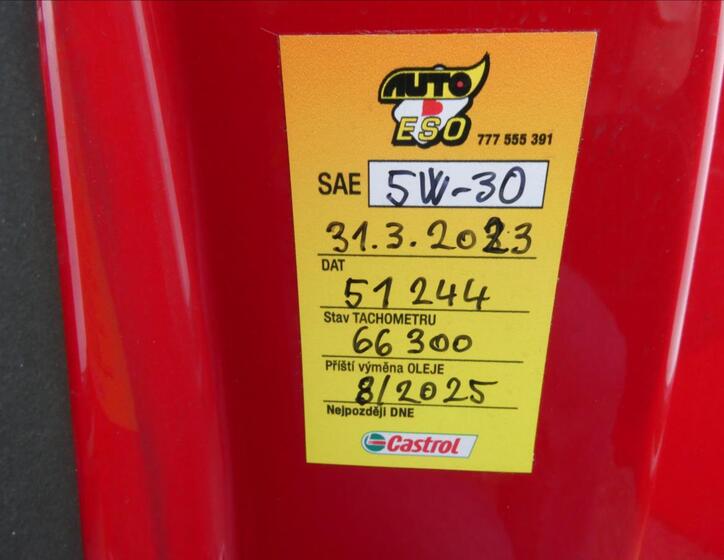 AUTO
ESO
777 555 391
SAE 5W-30
31.3.2023
DAT
51 244
Stav TACHOMETRU
66 300
Příští výměna OLEJE
8/2025
Nejpozději DNE
Castrol